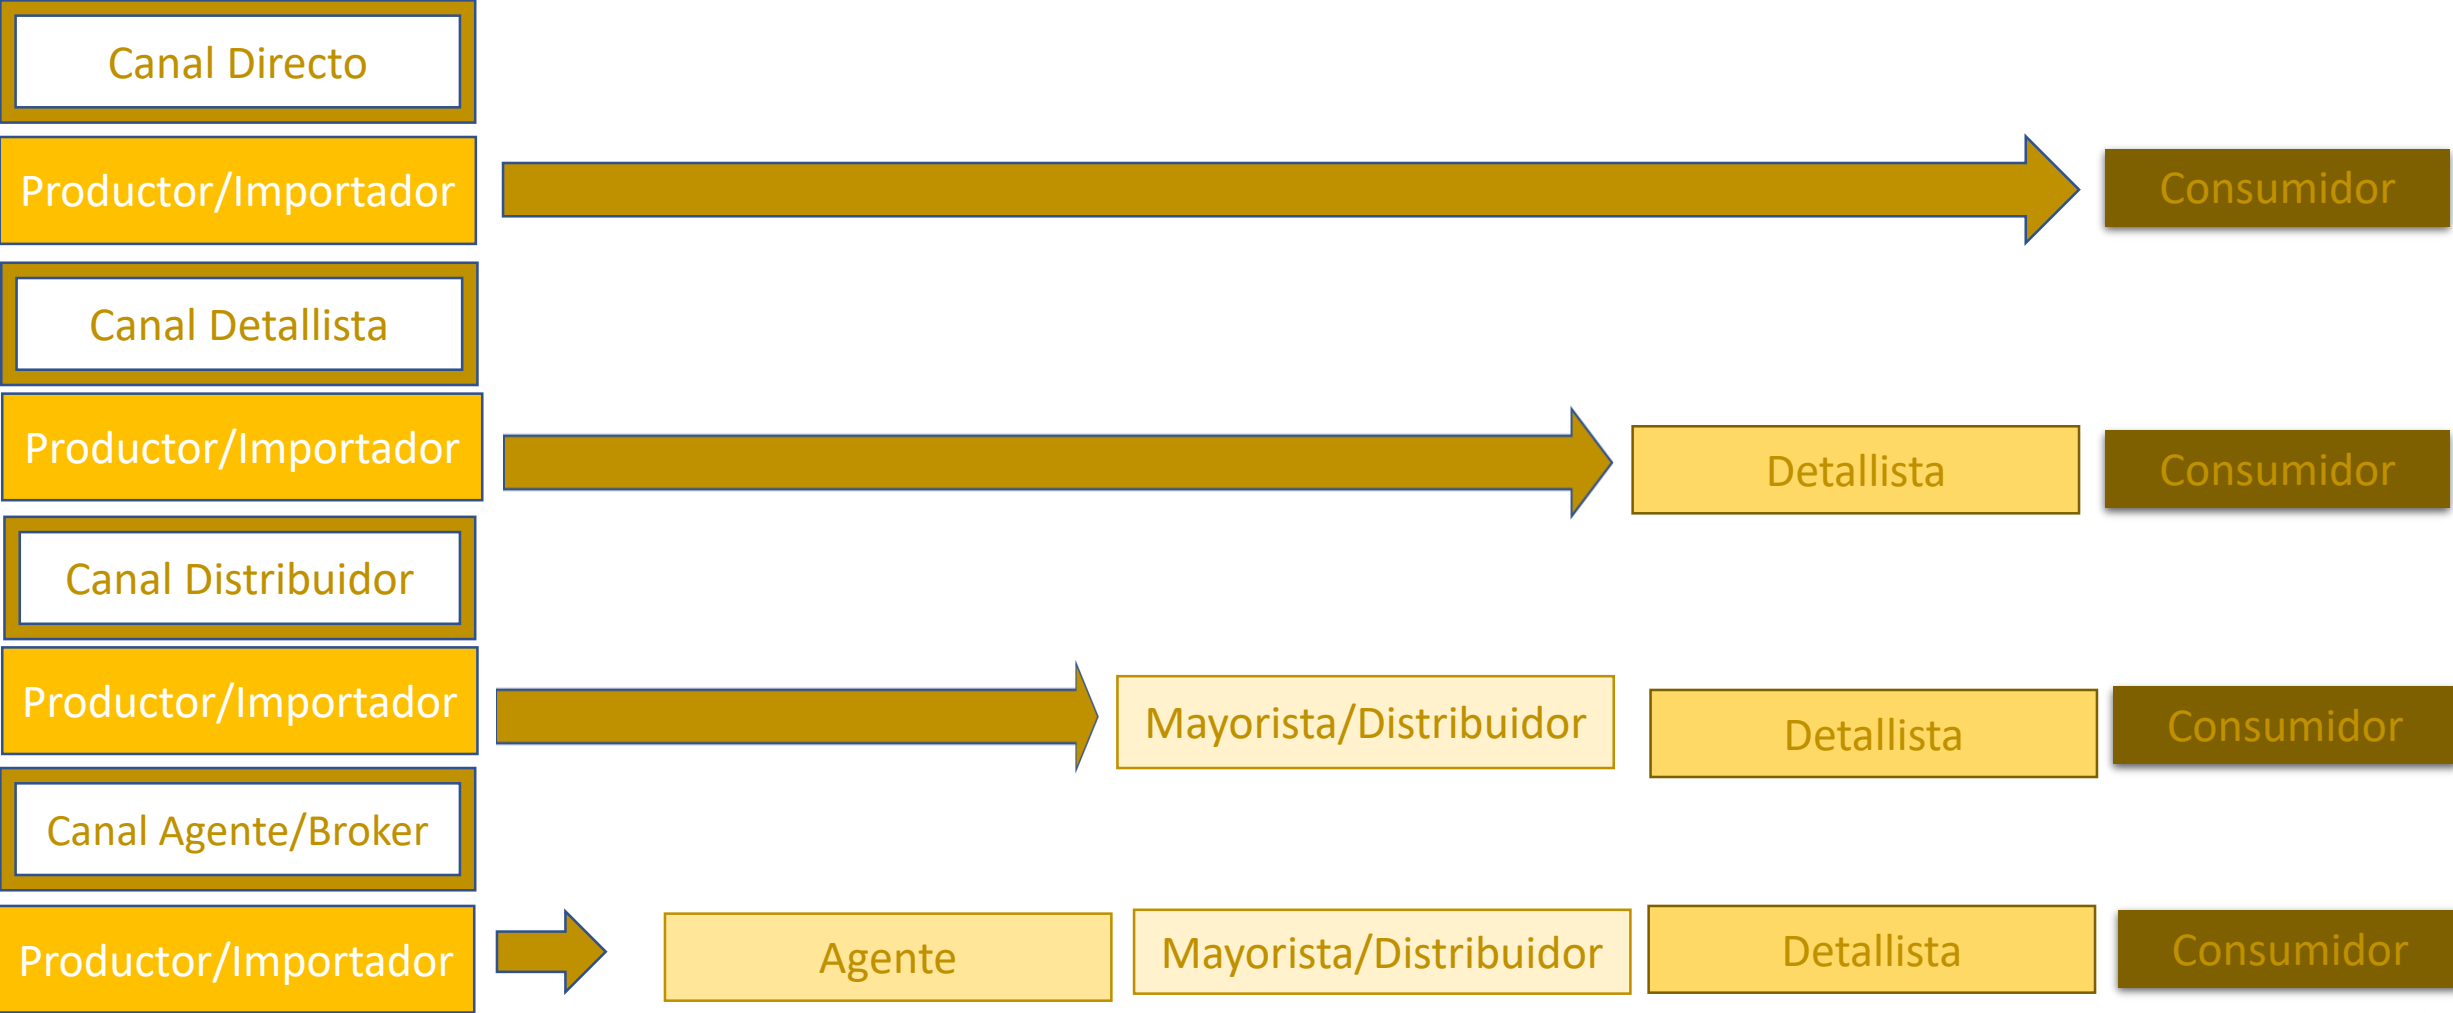 Canal Directo
Productor/Importador
Consumidor
Canal Detallista
Productor/Importador
Detallista
Consumidor
Canal Distribuidor
Productor/Importador
Mayorista/Distribuidor
Detallista
Consumidor
Canal Agente/Broker
Productor/Importador
Agente
Mayorista/Distribuidor
Detallista
Consumidor